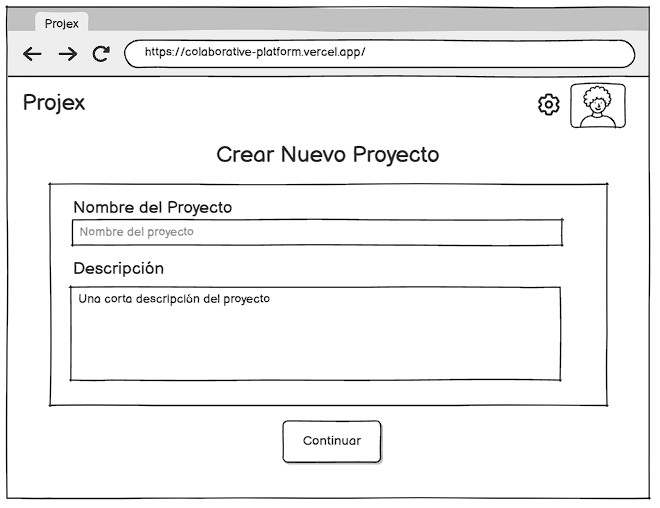 Projex
https://colaborative-platform.vercel.app/
Projex
Crear Nuevo Proyecto
Nombre del Proyecto
Nombre del proyecto
Descripción
Una corta descripción del proyecto
Continuar